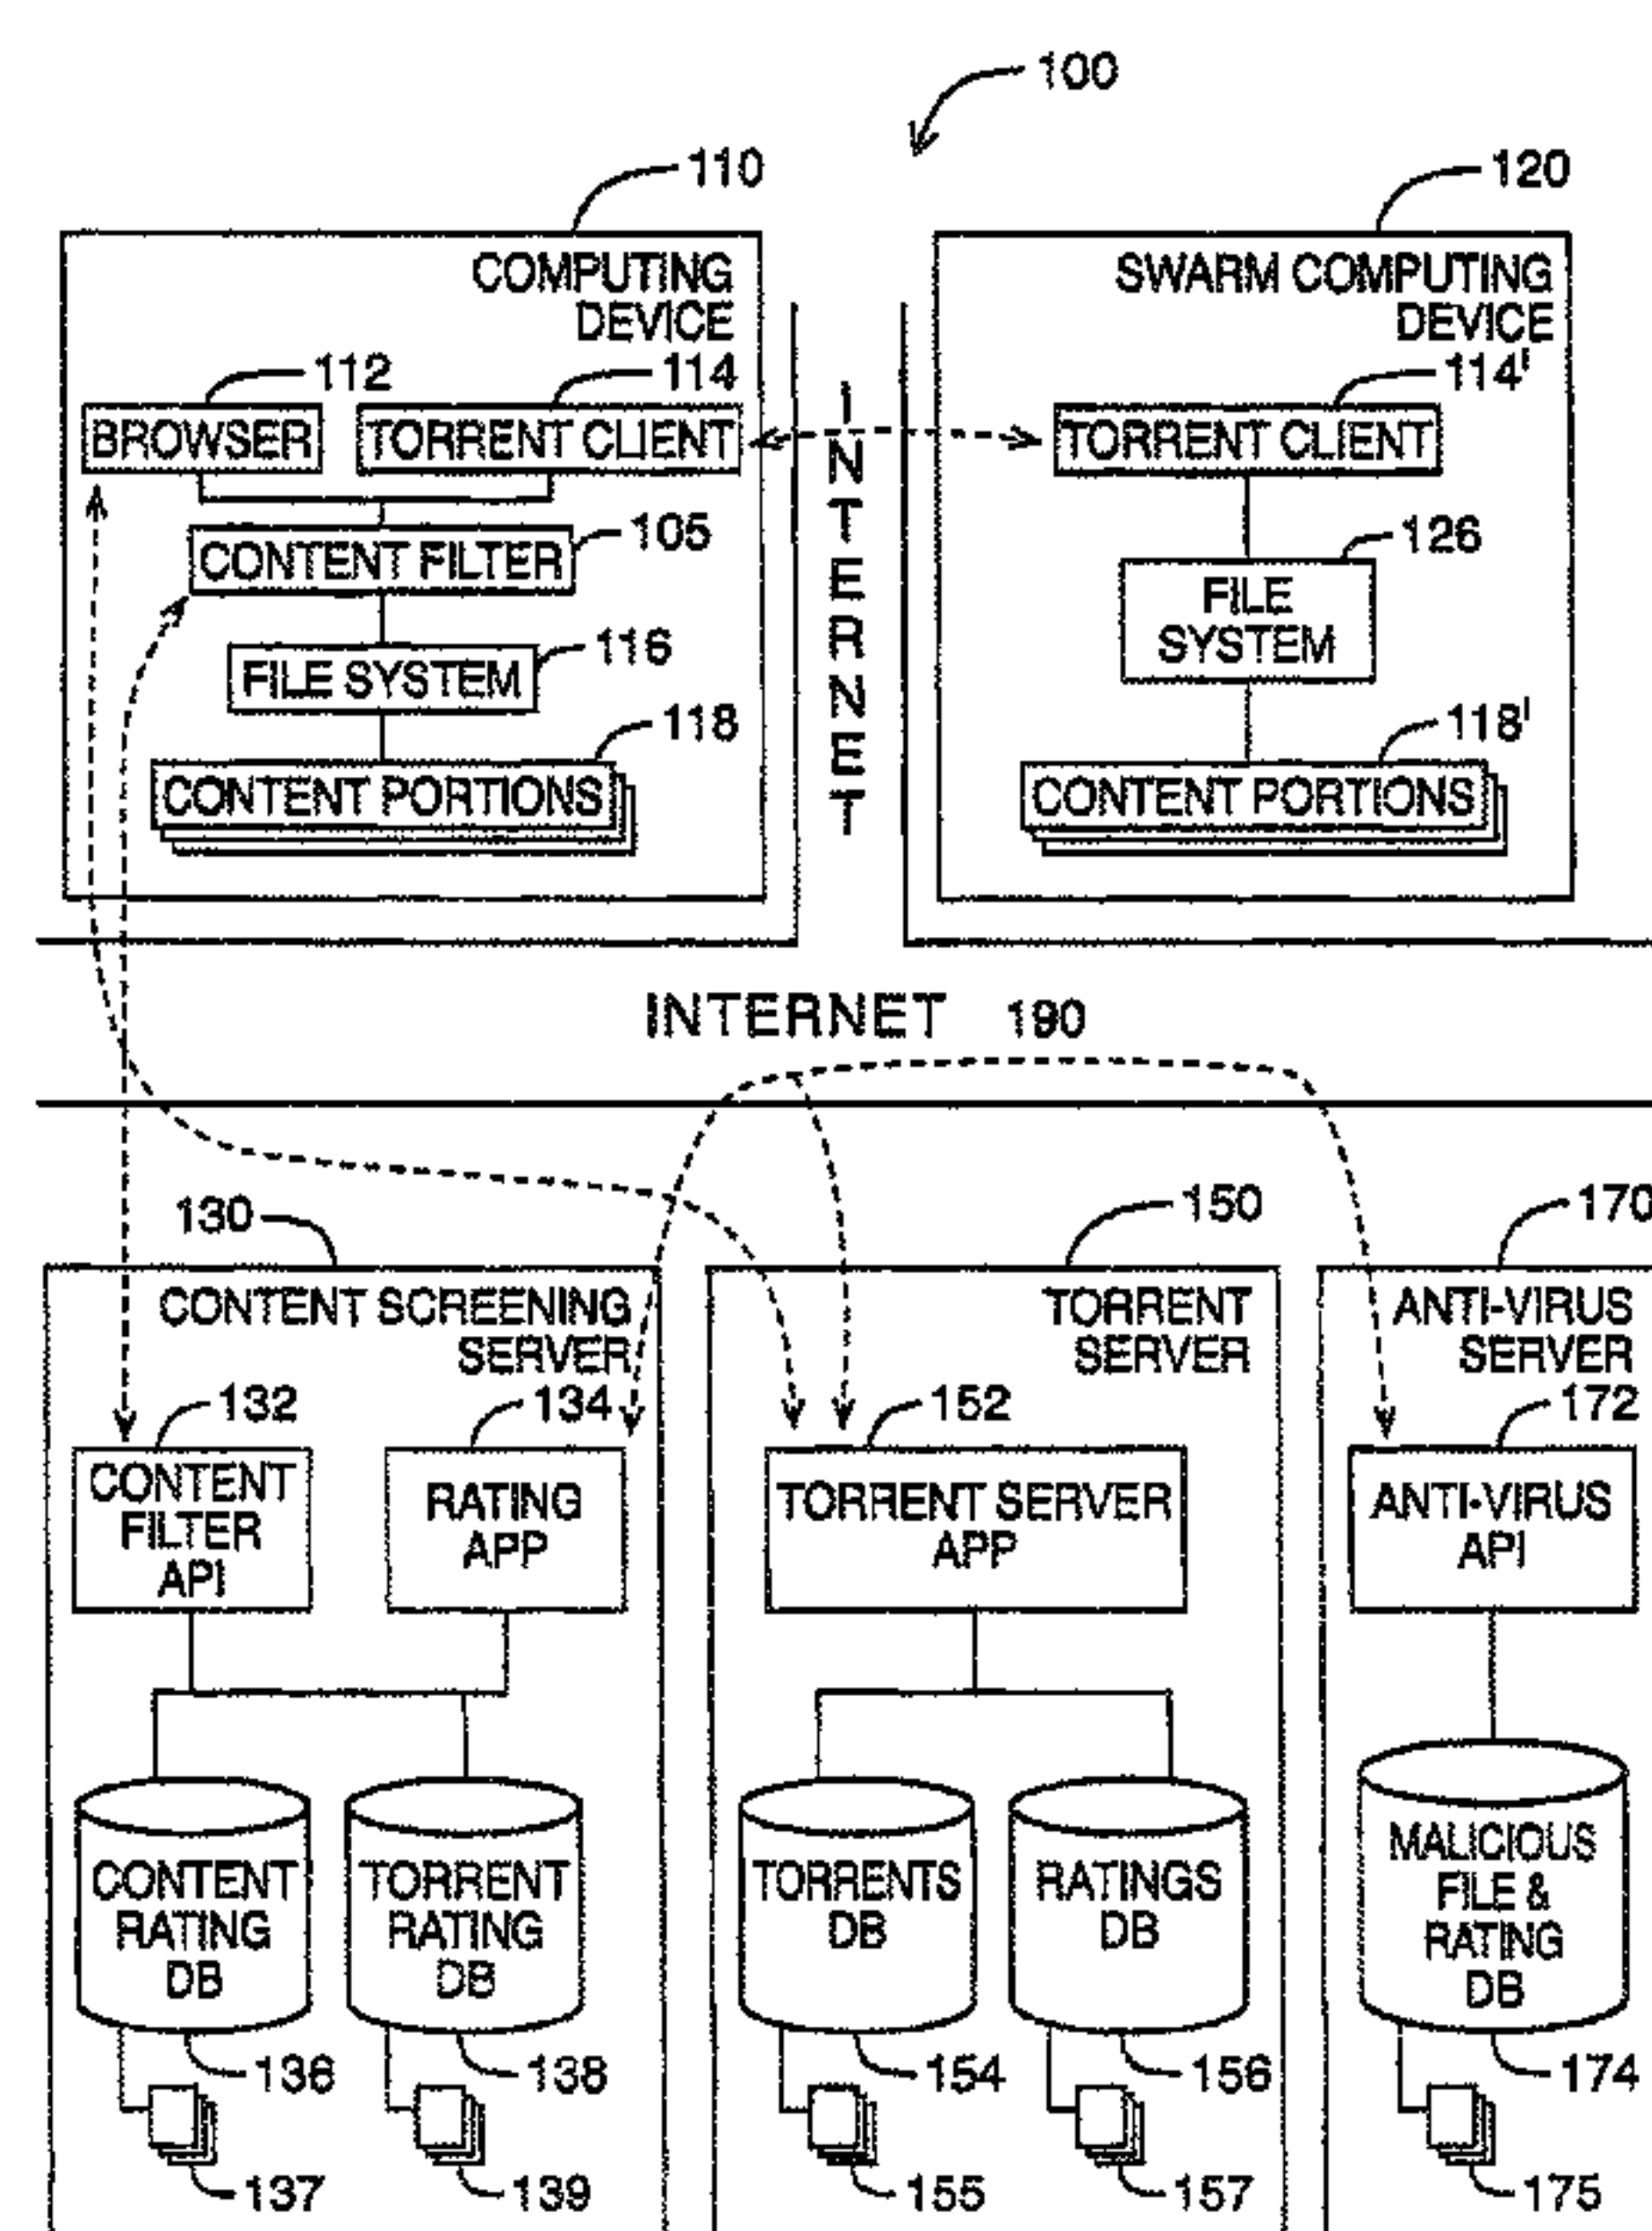 100
110
120
COMPUTING
DEVICE
SWARM COMPUTING
DEVICE
112
114
114'
BROWSER
TORRENT CLIENT
INTERNET
TORRENT CLIENT
105
CONTENT FILTER
126
FILE
SYSTEM
116
FILE SYSTEM
118
118'
CONTENT PORTIONS
CONTENT PORTIONS
INTERNET 190
130
150
170
CONTENT SCREENING
SERVER
TORRENT
SERVER
ANTI-VIRUS
SERVER
132
134
152
172
CONTENT
FILTER
API
RATING
APP
TORRENT SERVER
APP
ANTI-VIRUS
API
CONTENT
RATING
DB
TORRENT
RATING
DB
TORRENTS
DB
RATINGS
DB
MALICIOUS
FILE &
RATING
DB
136
138
154
156
174
137
139
155
157
175